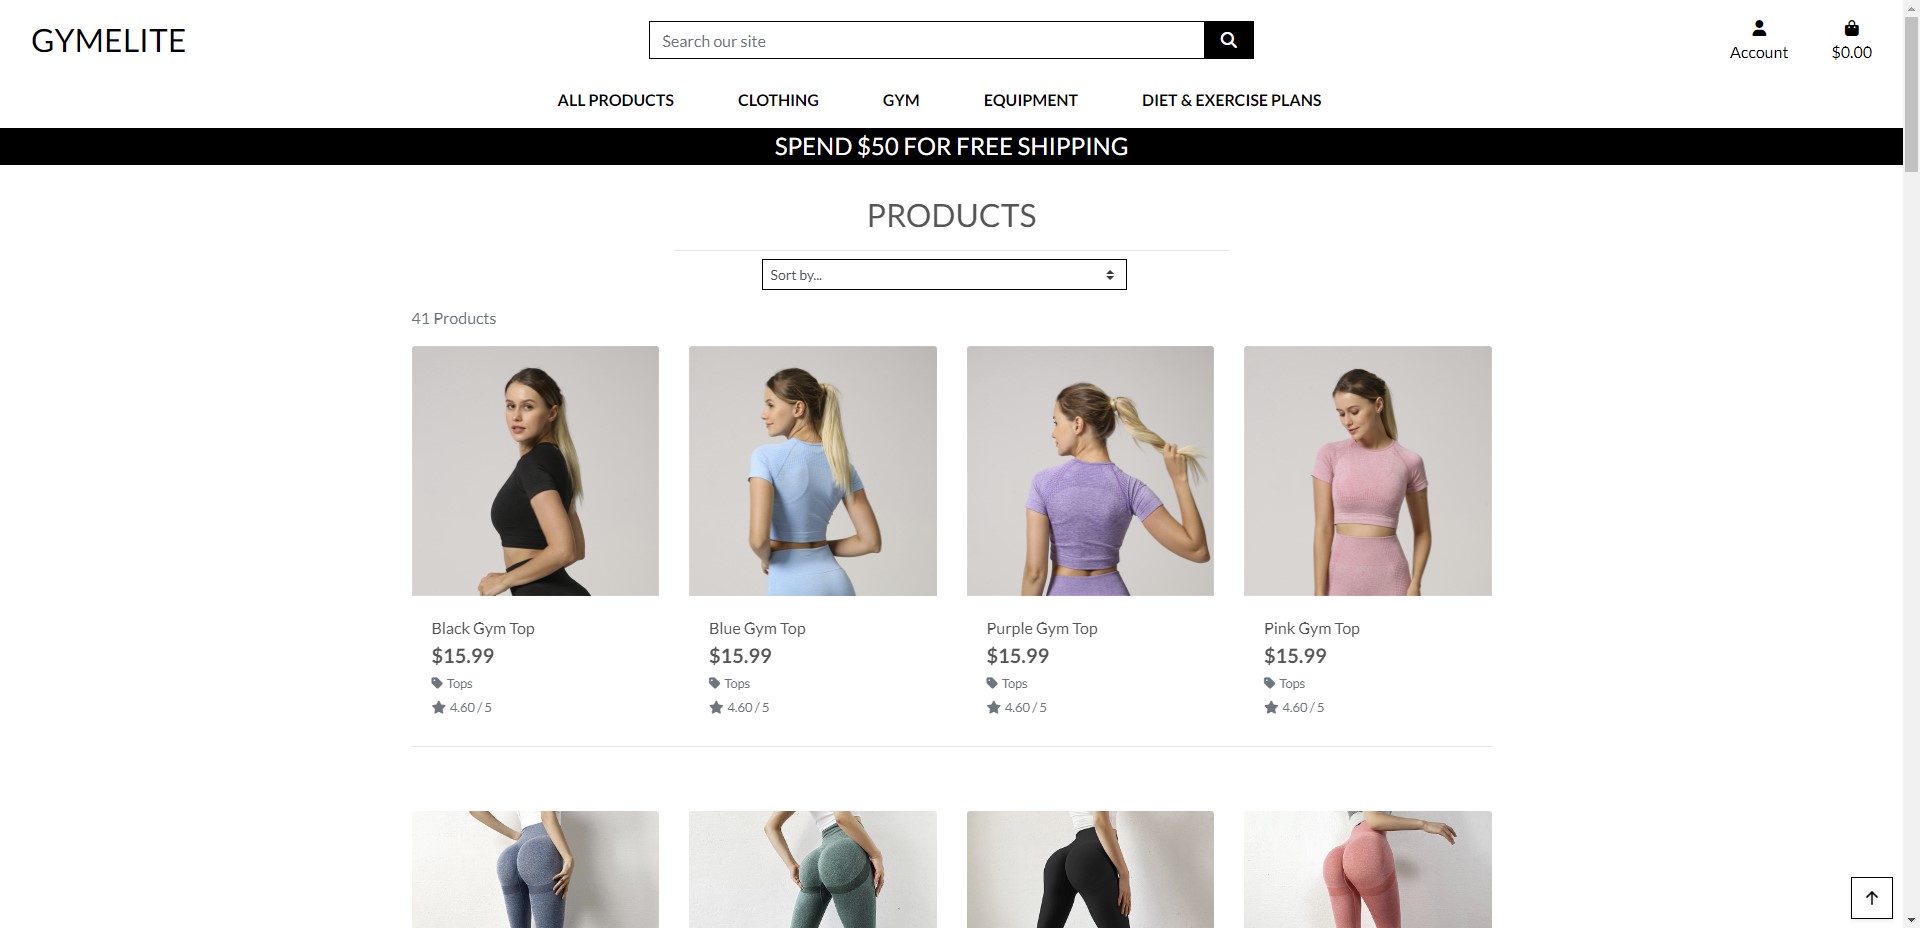 GYMELITE
Search our site
Account
$0.00
ALL PRODUCTS CLOTHING GYM EQUIPMENT DIET & EXERCISE PLANS
SPEND $50 FOR FREE SHIPPING
PRODUCTS
Sort by...
41 Products
Black Gym Top
$15.99
Tops
4.60 / 5
Blue Gym Top
$15.99
Tops
4.60 / 5
Purple Gym Top
$15.99
Tops
4.60 / 5
Pink Gym Top
$15.99
Tops
4.60 / 5